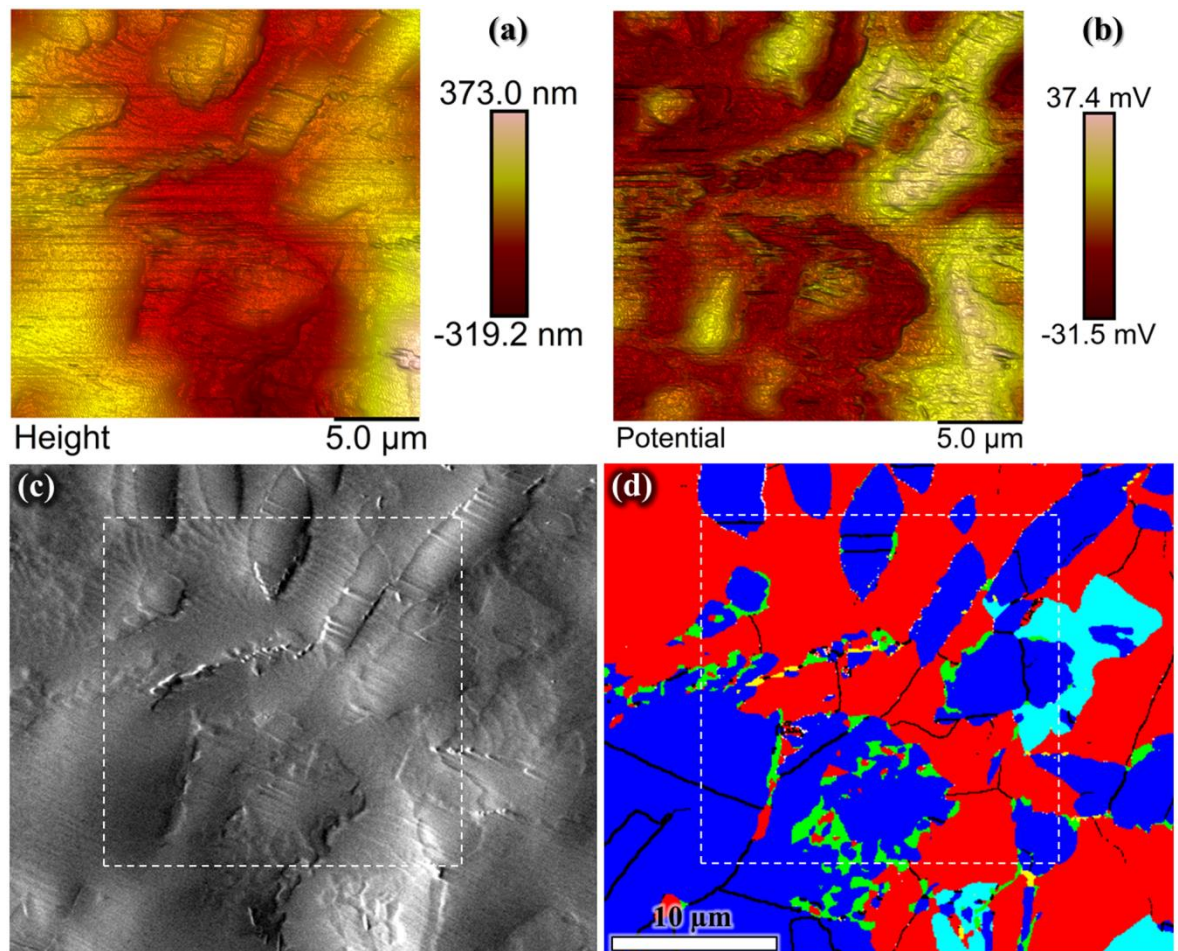 (a)
373.0 nm
-319.2 nm
Height
5.0 µm
(b)
37.4 mV
-31.5 mV
Potential
5.0 µm
(c)
(d)
10 µm